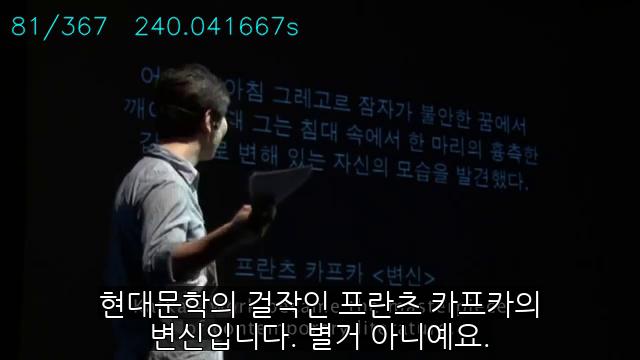 81/367 240.041667s
어 아침 그레고르 잠자가 불안한 꿈에서
깨어 때 그는 침대 속에서 한 마리의 흉측한
로 변해 있는 자신의 모습을 발견했다.
프란츠 카프카 <변신>
현대문학의 걸작인 프란츠 카프카의
변신입니다. 별거 아니예요.